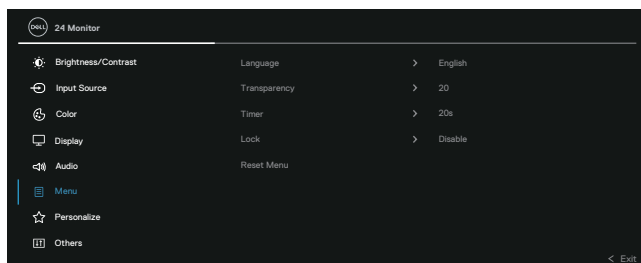 DELL 24 Monitor
Brightness/Contrast Language > English
Input Source Transparency > 20
Color Timer > 20s
Display Lock > Disable
Audio Reset Menu
Menu
Personalize
Others
< Exit